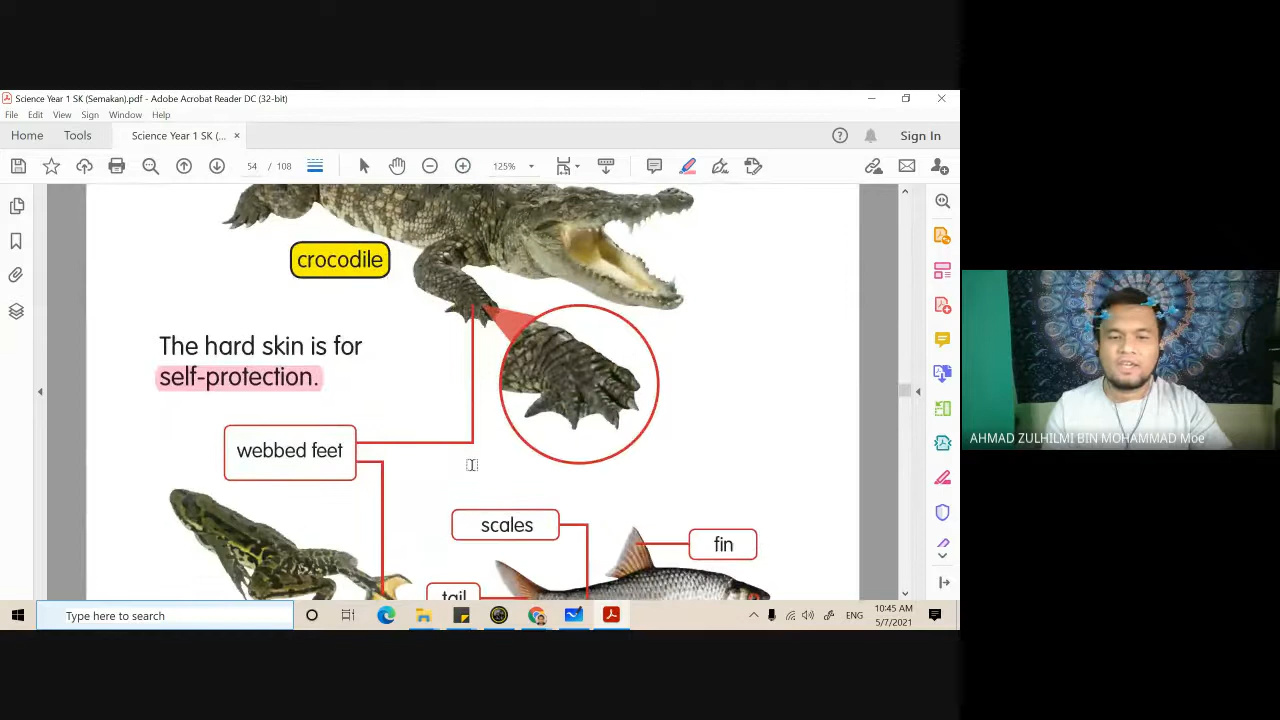 Science Year 1 SK (Semakan).pdf - Adobe Acrobat Reader DC (32-bit)
File Edit View Sign Window Help
Home Tools Science Year 1 SK (... × Sign In
54 / 108 125%
crocodile
The hard skin is for
self-protection.
webbed feet
scales
fin
tail
AHMAD ZULHILMI BIN MOHAMMAD Moe
Type here to search
ENG
10:45 AM
5/7/2021